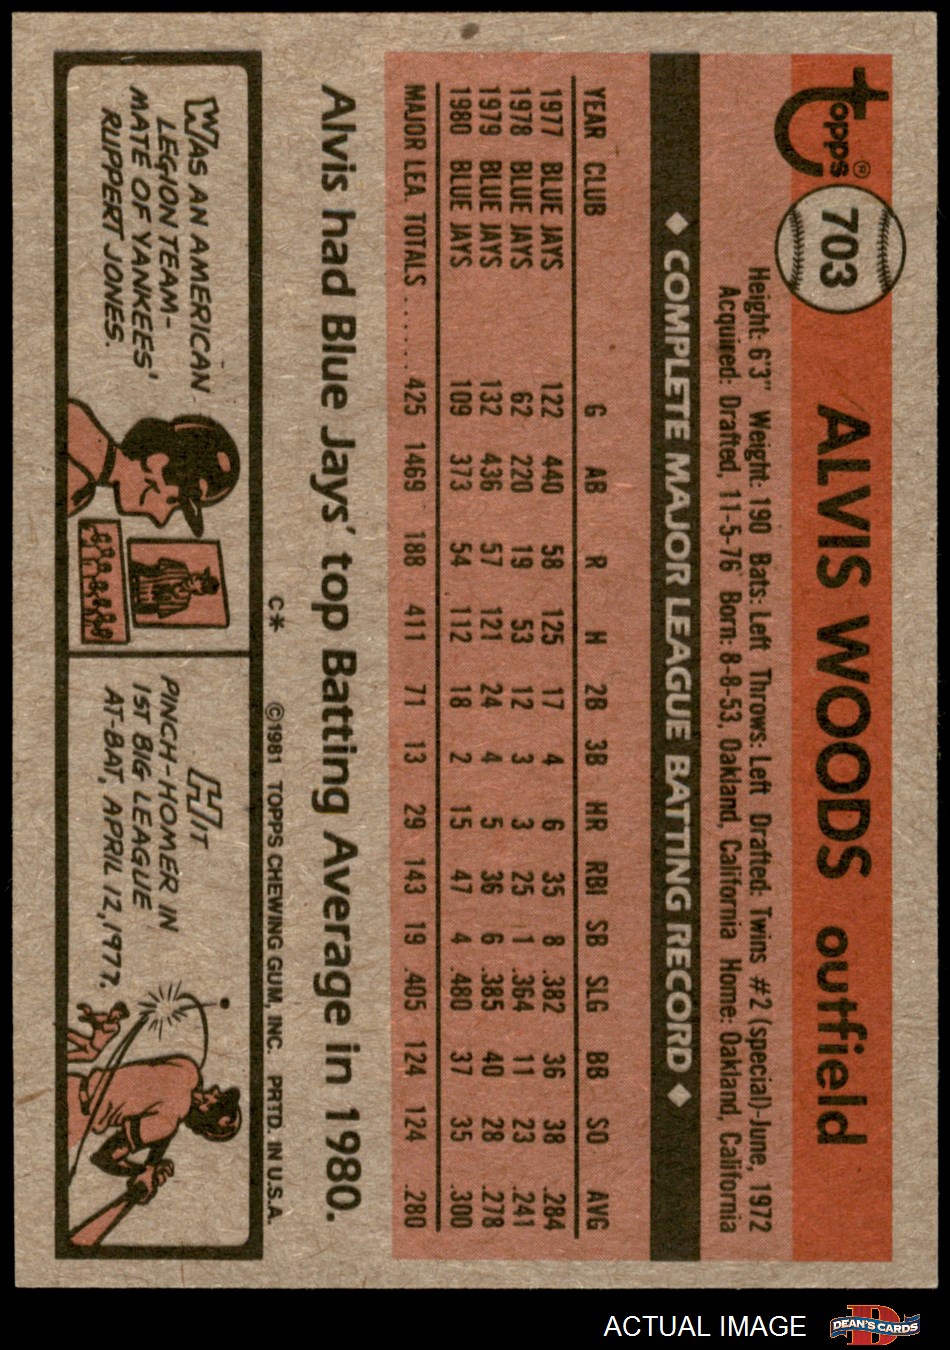 Topps®
703
ALVIS WOODS outfield
Height: 6'3" Weight: 190 Bats: Left Throws: Left Drafted: Twins #2 (special)-June, 1972
Acquired: Drafted, 11-5-76 Born: 8-8-53, Oakland, California Home: Oakland, California
◆ COMPLETE MAJOR LEAGUE BATTING RECORD ◆
YEAR CLUB G AB R H 2B 3B HR RBI SB SLG BB SO AVG
1977 BLUE JAYS 122 440 58 125 17 4 6 35 8 .382 36 38 .284
1978 BLUE JAYS 62 220 19 53 12 3 3 25 1 .364 11 23 .241
1979 BLUE JAYS 132 436 57 121 24 4 5 36 6 .385 40 28 .278
1980 BLUE JAYS 109 373 54 112 18 2 15 47 4 .480 37 35 .300
MAJOR LEA. TOTALS ...... 425 1469 188 411 71 13 29 143 19 .405 124 124 .280
Alvis had Blue Jays' top Batting Average in 1980.
C* ©1981 TOPPS CHEWING GUM, INC. PRTD. IN U.S.A.
WAS AN AMERICAN
LEGION TEAM-
MATE OF YANKEES'
RUPPERT JONES.
HIT
PINCH-HOMER IN
1ST BIG LEAGUE
AT-BAT, APRIL 12, 1977.
ACTUAL IMAGE
D
DEAN'S CARDS